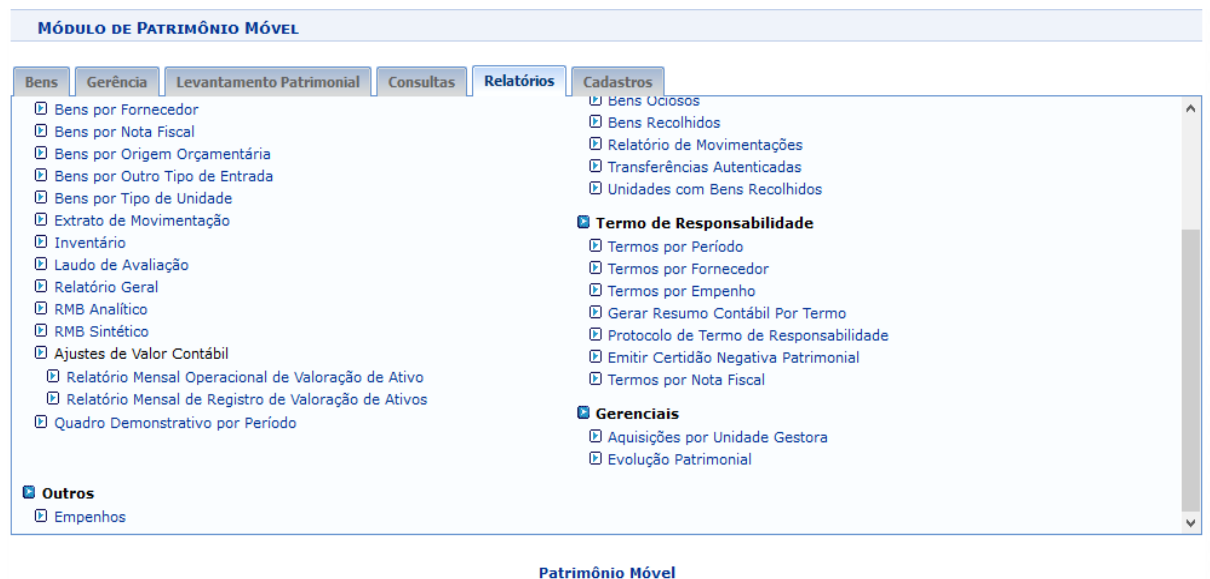 MÓDULO DE PATRIMÔNIO MÓVEL
Bens
Gerência
Levantamento Patrimonial
Consultas
Relatórios
Cadastros
Bens por Fornecedor
Bens por Nota Fiscal
Bens por Origem Orçamentária
Bens por Outro Tipo de Entrada
Bens por Tipo de Unidade
Extrato de Movimentação
Inventário
Laudo de Avaliação
Relatório Geral
RMB Analítico
RMB Sintético
Ajustes de Valor Contábil
Relatório Mensal Operacional de Valoração de Ativo
Relatório Mensal de Registro de Valoração de Ativos
Quadro Demonstrativo por Período
Outros
Empenhos
Bens Ociosos
Bens Recolhidos
Relatório de Movimentações
Transferências Autenticadas
Unidades com Bens Recolhidos
Termo de Responsabilidade
Termos por Período
Termos por Fornecedor
Termos por Empenho
Gerar Resumo Contábil Por Termo
Protocolo de Termo de Responsabilidade
Emitir Certidão Negativa Patrimonial
Termos por Nota Fiscal
Gerenciais
Aquisições por Unidade Gestora
Evolução Patrimonial
Patrimônio Móvel